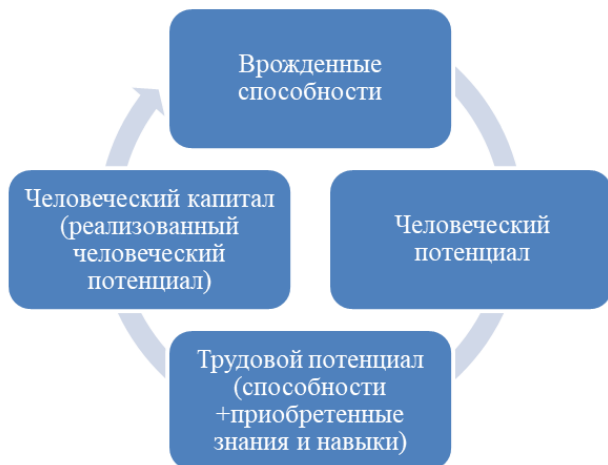 Врожденные
способности
Человеческий капитал
(реализованный
человеческий
потенциал)
Человеческий
потенциал
Трудовой потенциал
(способности
+приобретенные
знания и навыки)